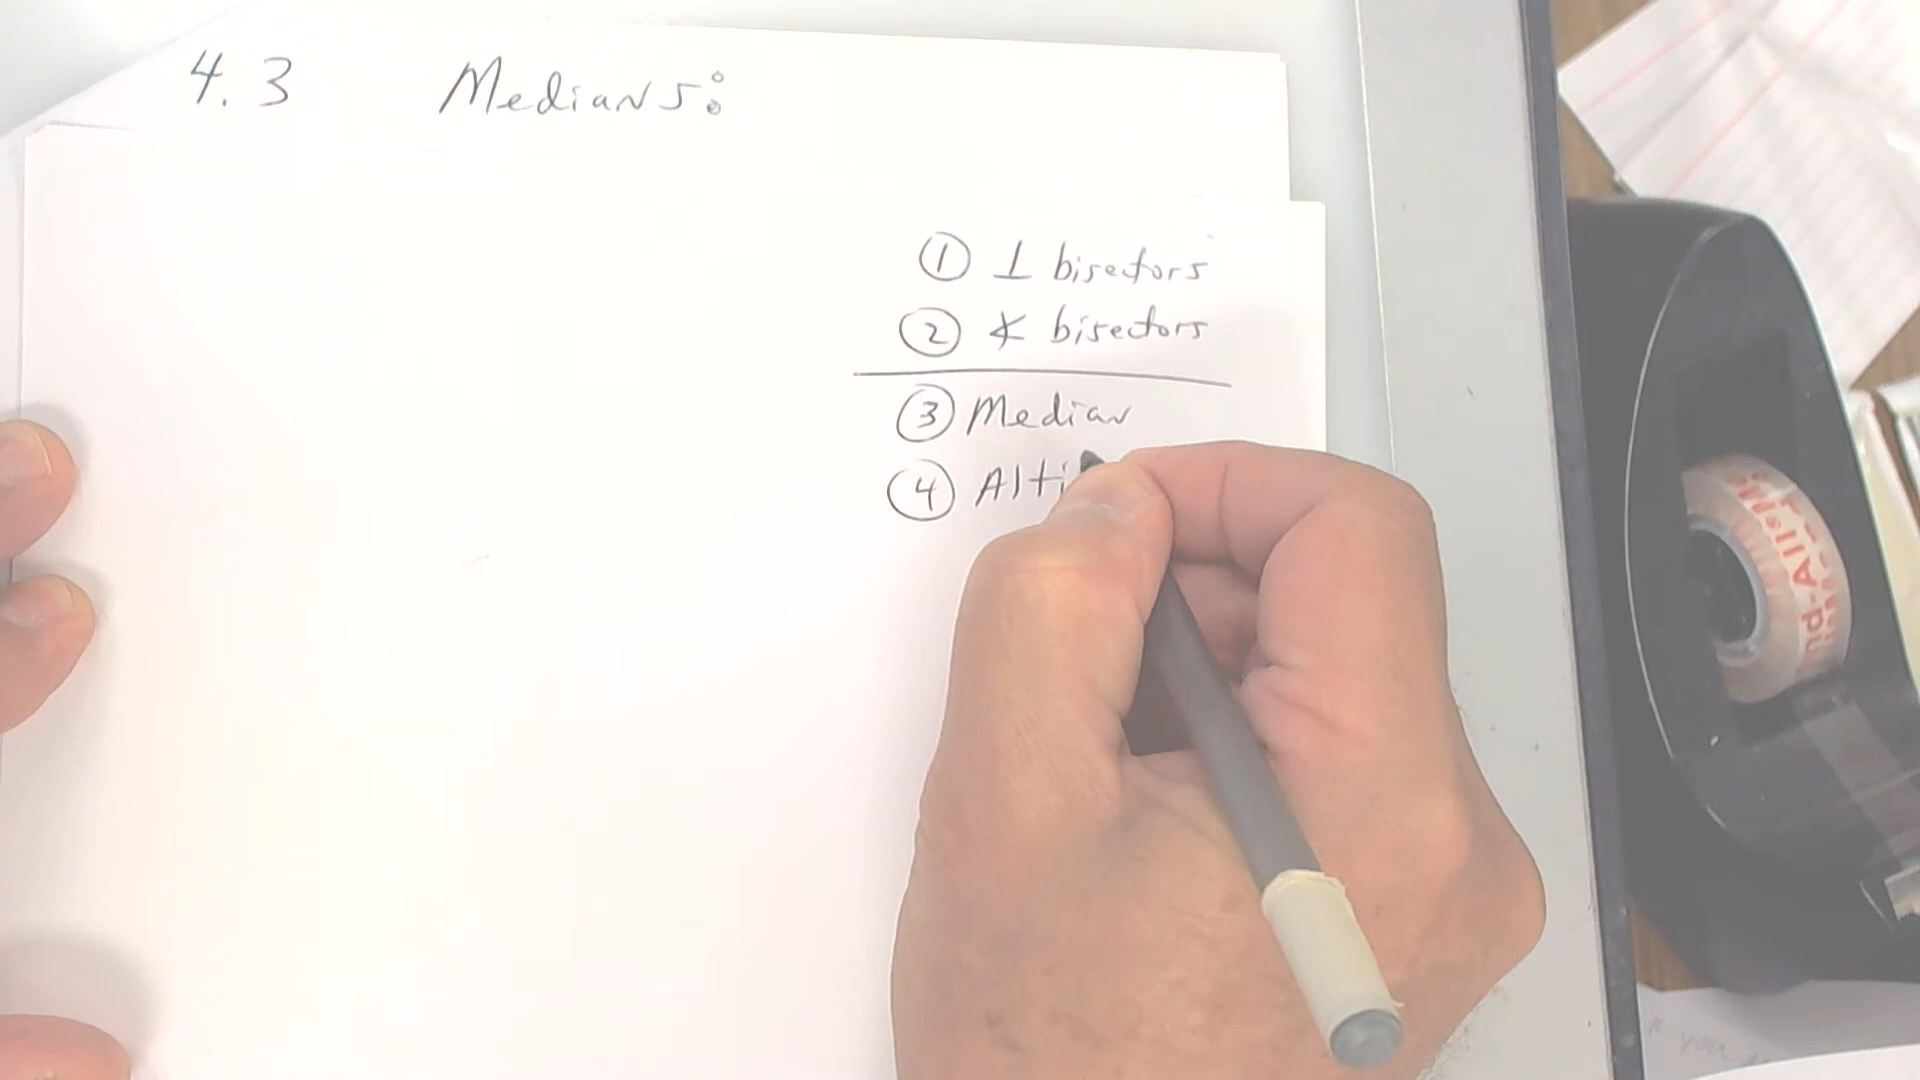 4.3 Medians:
① ⊥ bisectors
② ∡ bisectors
③ Median
④ Alti